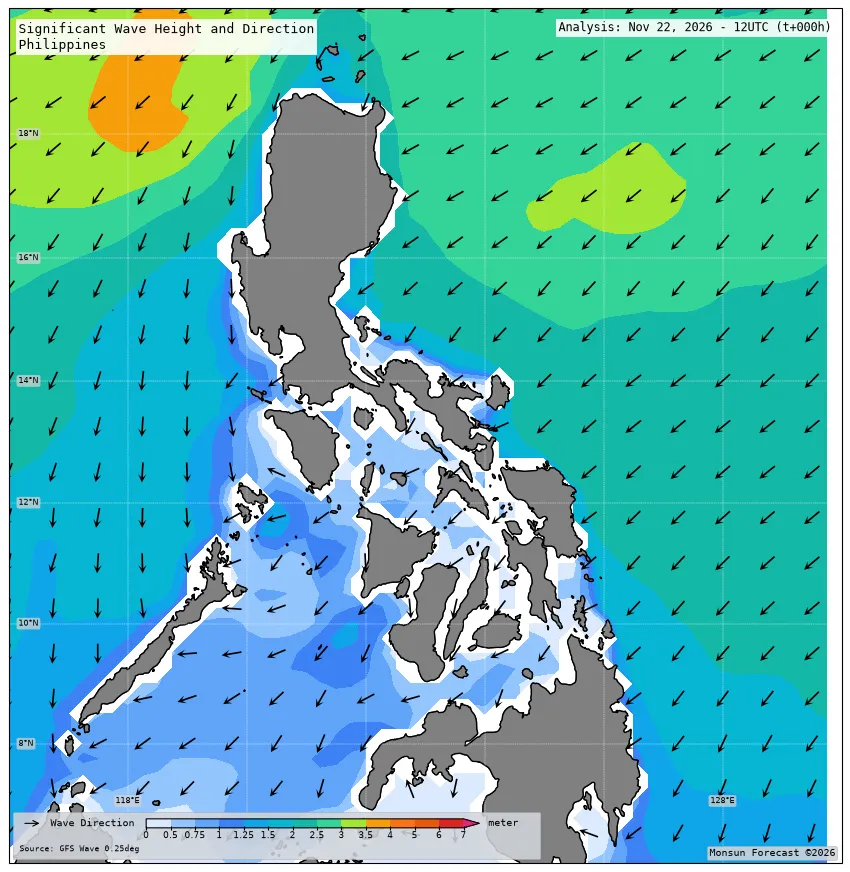 Significant Wave Height and Direction
Philippines
Analysis: Nov 22, 2026 - 12UTC (t+000h)
18°N
16°N
14°N
12°N
10°N
8°N
118°E
128°E
Wave Direction
0 0.5 0.75 1 1.25 1.5 2 2.5 3 3.5 4 5 6 7
meter
Source: GFS Wave 0.25deg
Monsun Forecast ©2026